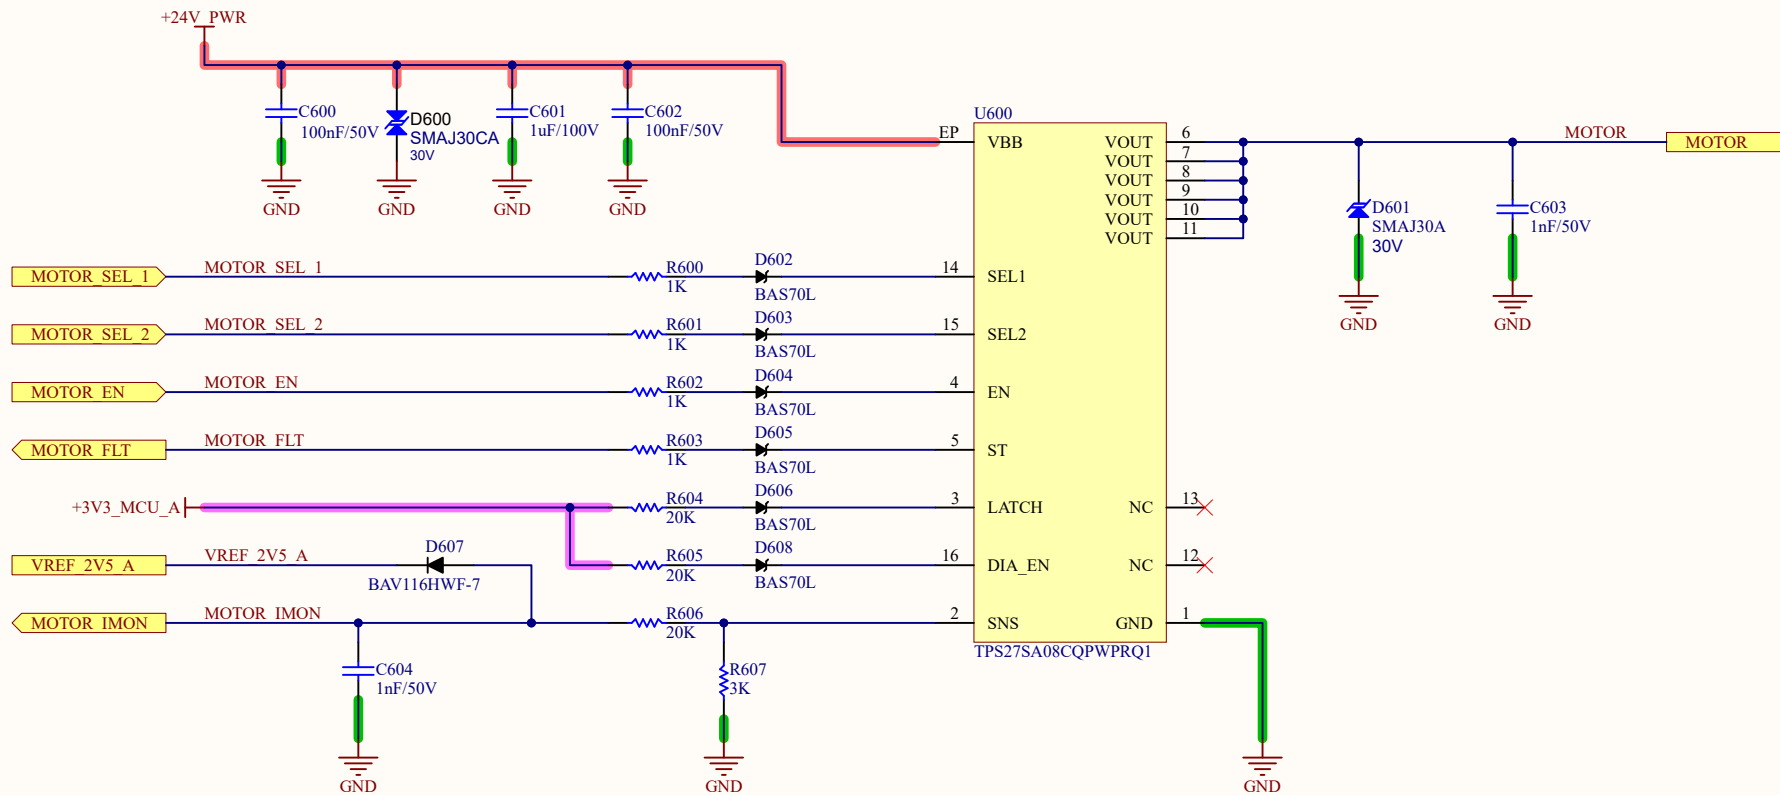 +24V_PWR
C600
100nF/50V
GND
D600
SMAJ30CA
30V
GND
C601
1uF/100V
GND
C602
100nF/50V
GND
U600
EP
VBB
VOUT 6
VOUT 7
VOUT 8
VOUT 9
VOUT 10
VOUT 11
MOTOR
MOTOR
D601
SMAJ30A
30V
GND
C603
1nF/50V
GND
MOTOR_SEL_1
MOTOR_SEL_1
R600
1K
D602
BAS70L
14
SEL1
MOTOR_SEL_2
MOTOR_SEL_2
R601
1K
D603
BAS70L
15
SEL2
MOTOR_EN
MOTOR_EN
R602
1K
D604
BAS70L
4
EN
MOTOR_FLT
MOTOR_FLT
R603
1K
D605
BAS70L
5
ST
+3V3_MCU_A
R604
20K
D606
BAS70L
3
LATCH
NC 13
VREF_2V5_A
VREF_2V5_A
D607
BAV116HWF-7
R605
20K
D608
BAS70L
16
DIA_EN
NC 12
MOTOR_IMON
MOTOR_IMON
R606
20K
2
SNS
GND 1
TPS27SA08CQPWPRQ1
C604
1nF/50V
GND
R607
3K
GND
GND